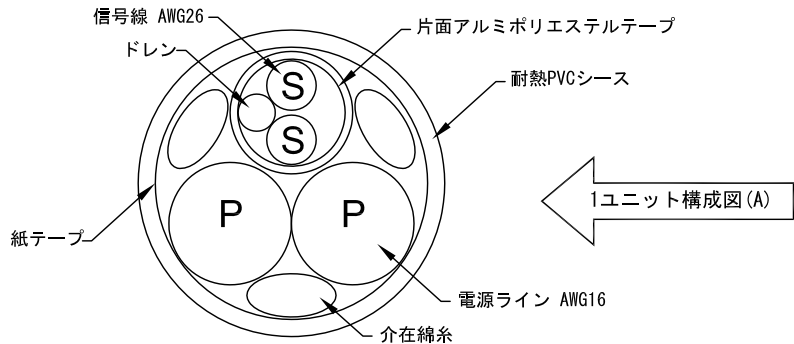 信号線 AWG26
ドレン
片面アルミポリエステルテープ
耐熱PVCシース
S
S
1ユニット構成図(A)
P
P
紙テープ
電源ライン AWG16
介在綿糸